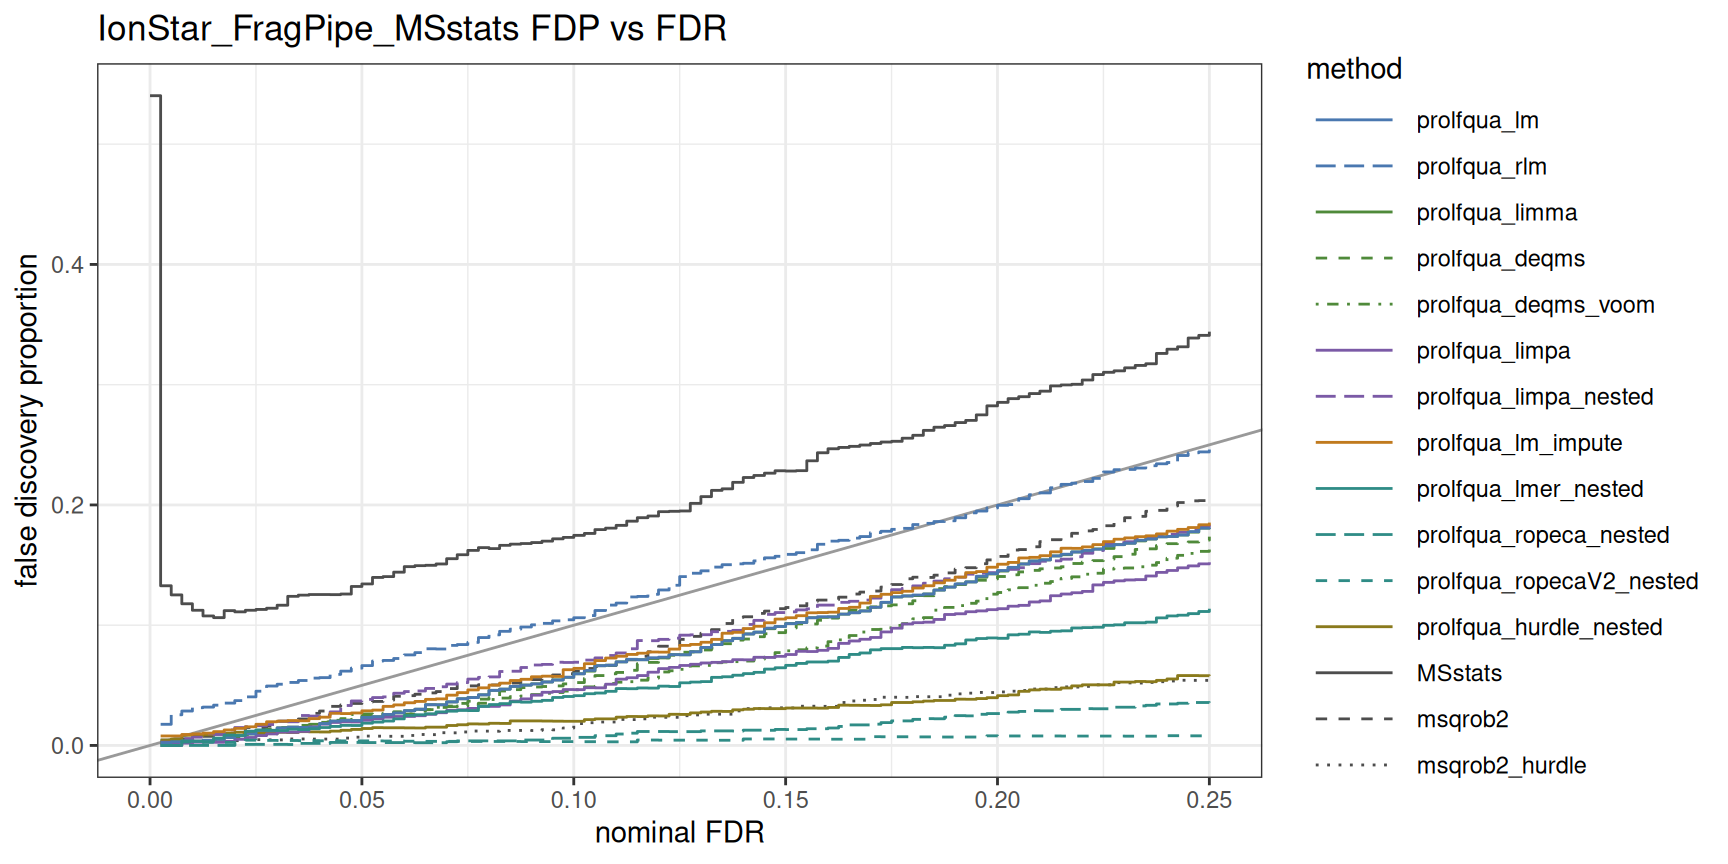 IonStar_FragPipe_MSstats FDP vs FDR
false discovery proportion
0.4
0.2
0.0
0.00 0.05 0.10 0.15 0.20 0.25
nominal FDR
method
prolfqua_lm
prolfqua_rlm
prolfqua_limma
prolfqua_deqms
prolfqua_deqms_voom
prolfqua_limpa
prolfqua_limpa_nested
prolfqua_lm_impute
prolfqua_lmer_nested
prolfqua_ropeca_nested
prolfqua_ropecaV2_nested
prolfqua_hurdle_nested
MSstats
msqrob2
msqrob2_hurdle